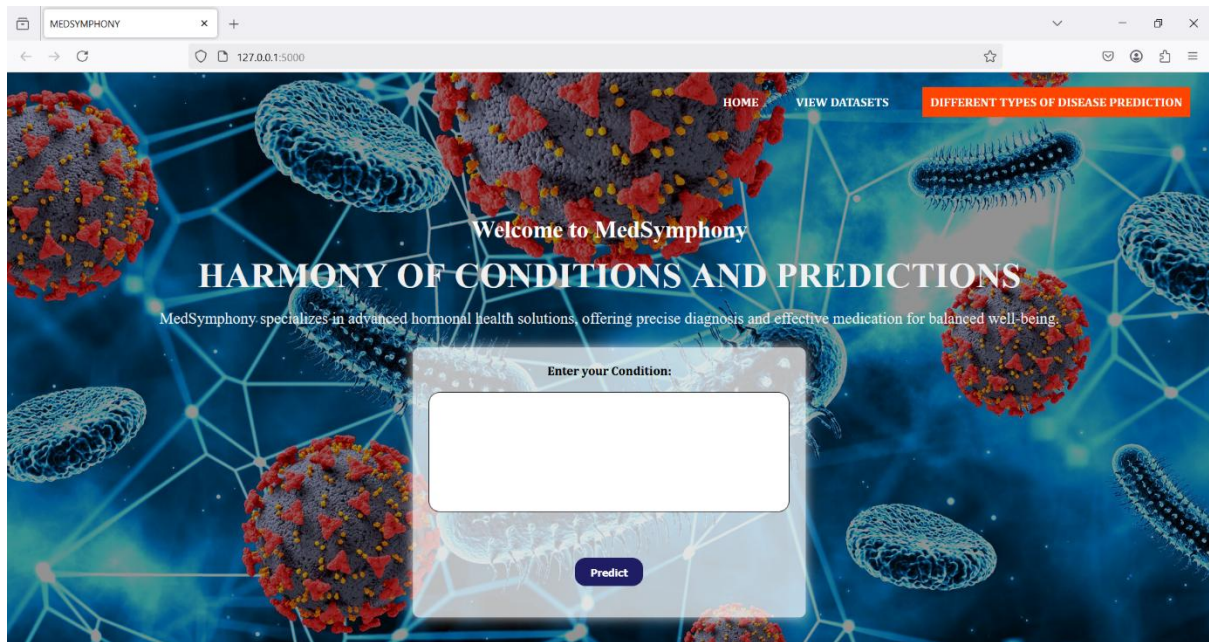 MEDSYMPHONY
127.0.0.1:5000
HOME VIEW DATASETS DIFFERENT TYPES OF DISEASE PREDICTION
Welcome to MedSymphony
HARMONY OF CONDITIONS AND PREDICTIONS
MedSymphony specializes in advanced hormonal health solutions, offering precise diagnosis and effective medication for balanced well-being.
Enter your Condition:
Predict